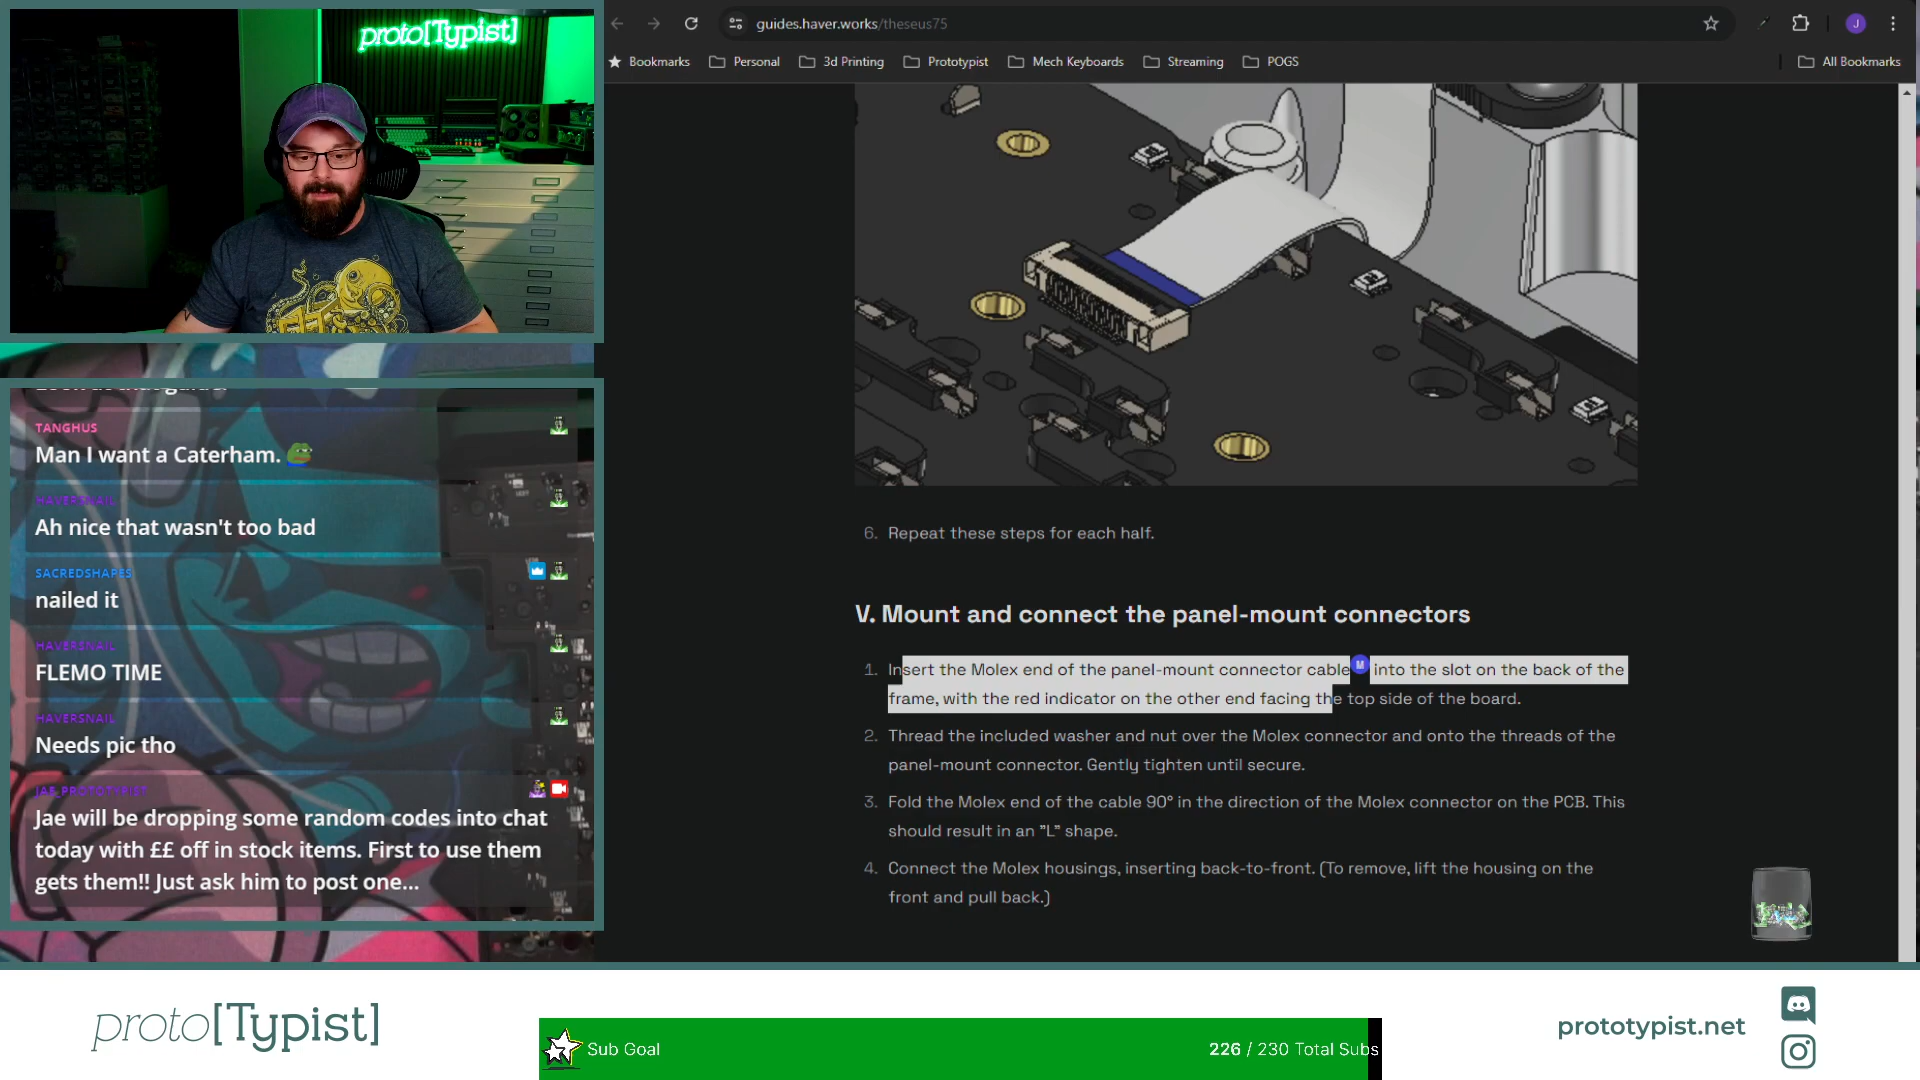 proto[Typist]
guides.haver.works/theseus75
J
Bookmarks
Personal
3d Printing
Prototypist
Mech Keyboards
Streaming
POGS
All Bookmarks
TANGHUS
Man I want a Caterham.
HAVERSNAIL
Ah nice that wasn't too bad
SACREDSHAPES
nailed it
HAVERSNAIL
FLEMO TIME
HAVERSNAIL
Needs pic tho
JAE_PROTOTYPIST
Jae will be dropping some random codes into chat
today with ££ off in stock items. First to use them
gets them!! Just ask him to post one...
6. Repeat these steps for each half.
V. Mount and connect the panel-mount connectors
1. Insert the Molex end of the panel-mount connector cable M into the slot on the back of the
frame, with the red indicator on the other end facing the top side of the board.
2. Thread the included washer and nut over the Molex connector and onto the threads of the
panel-mount connector. Gently tighten until secure.
3. Fold the Molex end of the cable 90° in the direction of the Molex connector on the PCB. This
should result in an "L" shape.
4. Connect the Molex housings, inserting back-to-front. (To remove, lift the housing on the
front and pull back.)
proto[Typist]
Sub Goal
226 / 230 Total Subs
prototypist.net